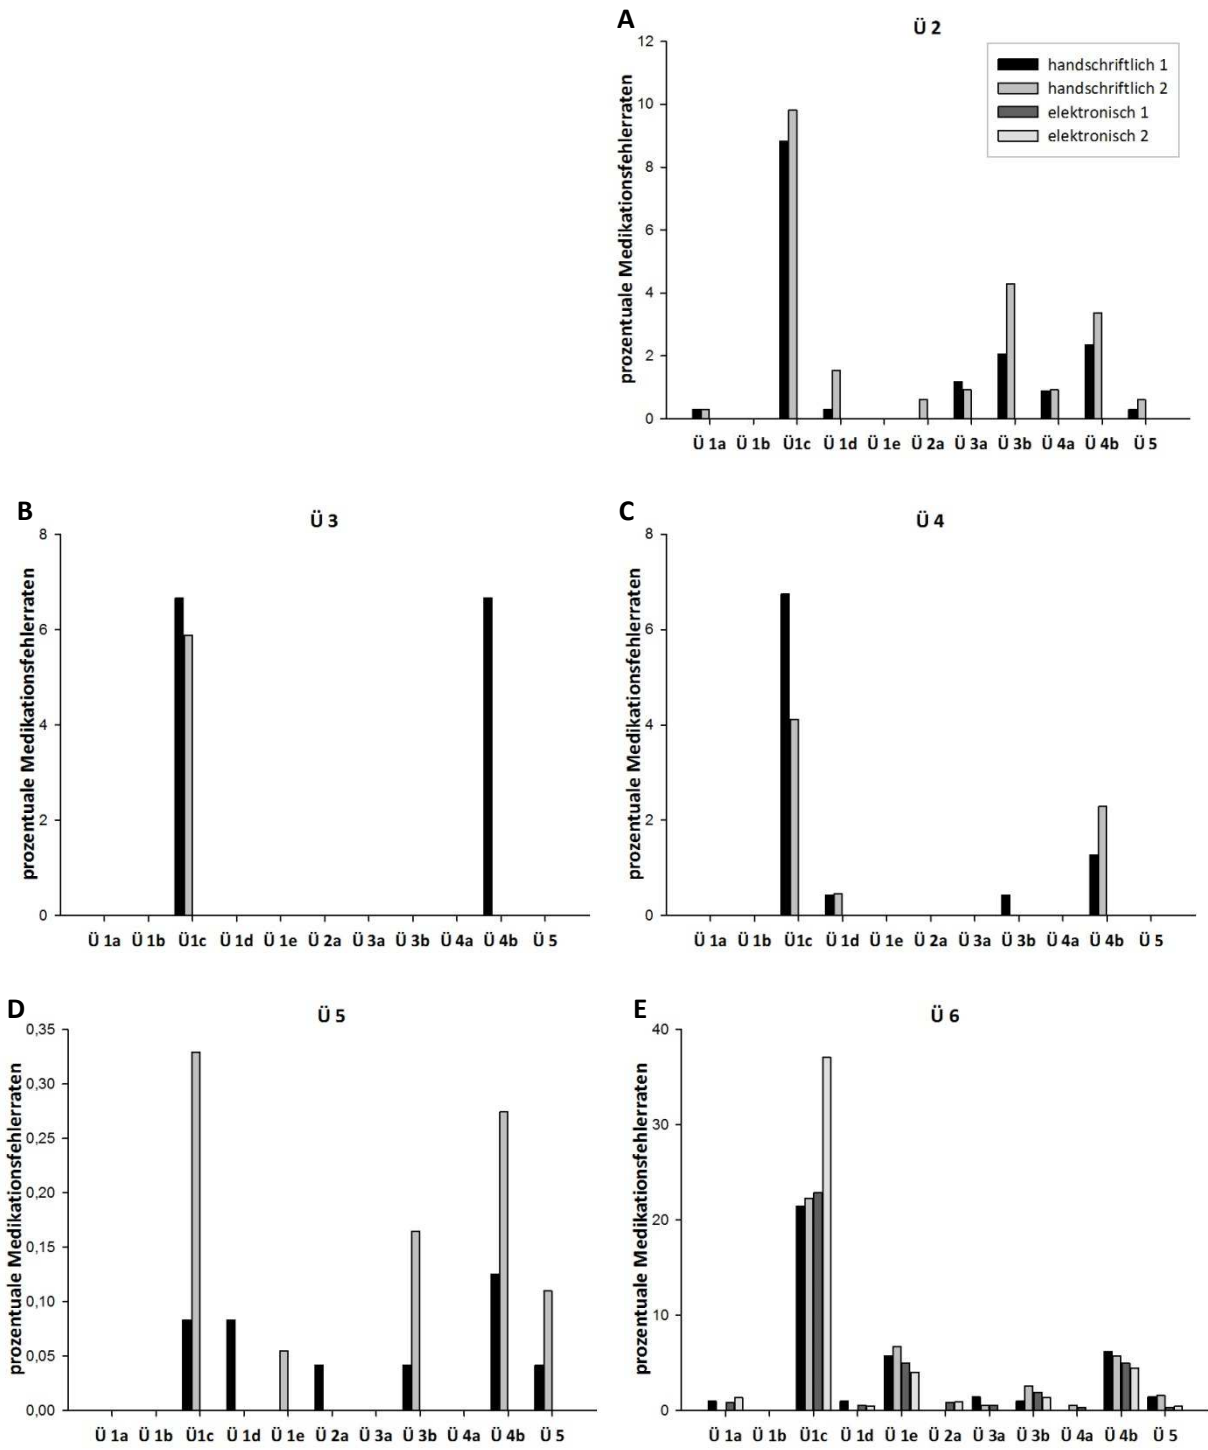 A
Ü 2
prozentuale Medikationsfehlerraten
12
10
8
6
4
2
0
handschriftlich 1
handschriftlich 2
elektronisch 1
elektronisch 2
Ü 1a Ü 1b Ü1c Ü 1d Ü 1e Ü 2a Ü 3a Ü 3b Ü 4a Ü 4b Ü 5
B
Ü 3
prozentuale Medikationsfehlerraten
8
6
4
2
0
Ü 1a Ü 1b Ü1c Ü 1d Ü 1e Ü 2a Ü 3a Ü 3b Ü 4a Ü 4b Ü 5
C
Ü 4
prozentuale Medikationsfehlerraten
8
6
4
2
0
Ü 1a Ü 1b Ü1c Ü 1d Ü 1e Ü 2a Ü 3a Ü 3b Ü 4a Ü 4b Ü 5
D
Ü 5
prozentuale Medikationsfehlerraten
0,35
0,30
0,25
0,20
0,15
0,10
0,05
0,00
Ü 1a Ü 1b Ü1c Ü 1d Ü 1e Ü 2a Ü 3a Ü 3b Ü 4a Ü 4b Ü 5
E
Ü 6
prozentuale Medikationsfehlerraten
40
30
20
10
0
Ü 1a Ü 1b Ü1c Ü 1d Ü 1e Ü 2a Ü 3a Ü 3b Ü 4a Ü 4b Ü 5